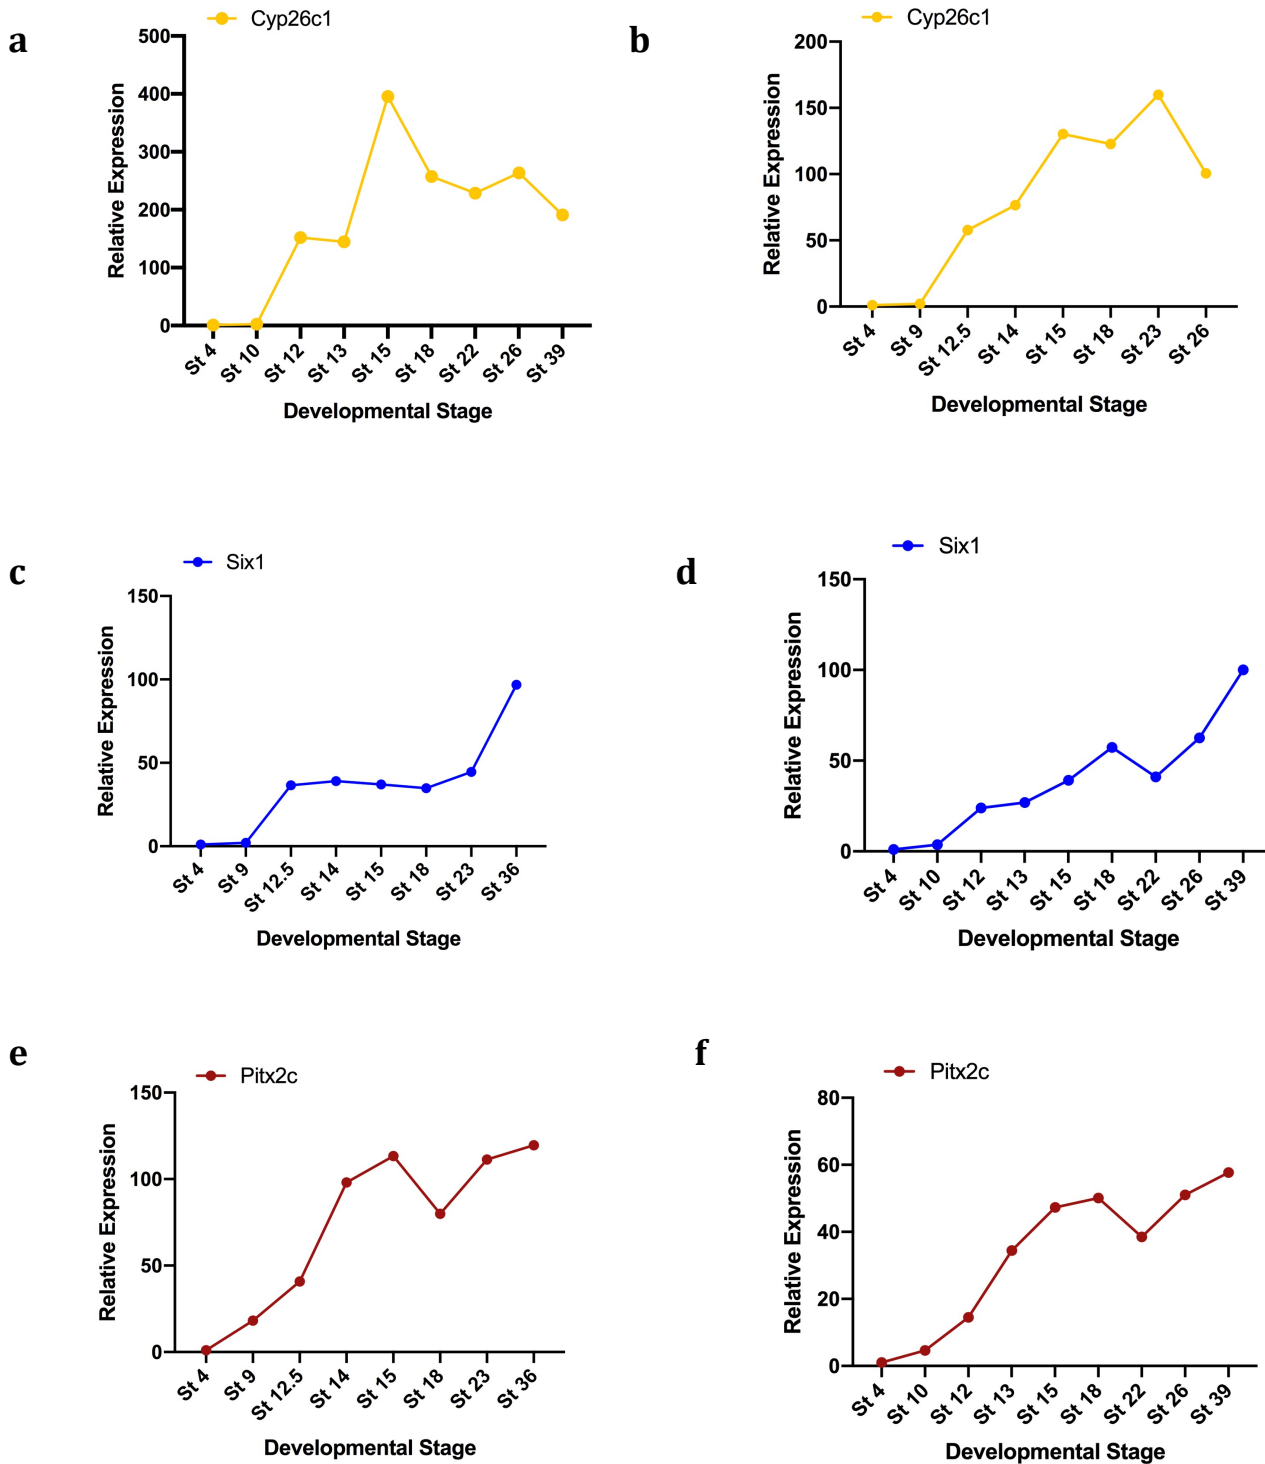 a
Cyp26c1
500
400
300
200
100
0
Relative Expression
St 4
St 10
St 12
St 13
St 15
St 18
St 22
St 26
St 39
Developmental Stage
b
Cyp26c1
200
150
100
50
0
Relative Expression
St 4
St 9
St 12.5
St 14
St 15
St 18
St 23
St 26
Developmental Stage
c
Six1
150
100
50
0
Relative Expression
St 4
St 9
St 12.5
St 14
St 15
St 18
St 23
St 36
Developmental Stage
d
Six1
150
100
50
0
Relative Expression
St 4
St 10
St 12
St 13
St 15
St 18
St 22
St 26
St 39
Developmental Stage
e
Pitx2c
150
100
50
0
Relative Expression
St 4
St 9
St 12.5
St 14
St 15
St 18
St 23
St 36
Developmental Stage
f
Pitx2c
80
60
40
20
0
Relative Expression
St 4
St 10
St 12
St 13
St 15
St 18
St 22
St 26
St 39
Developmental Stage